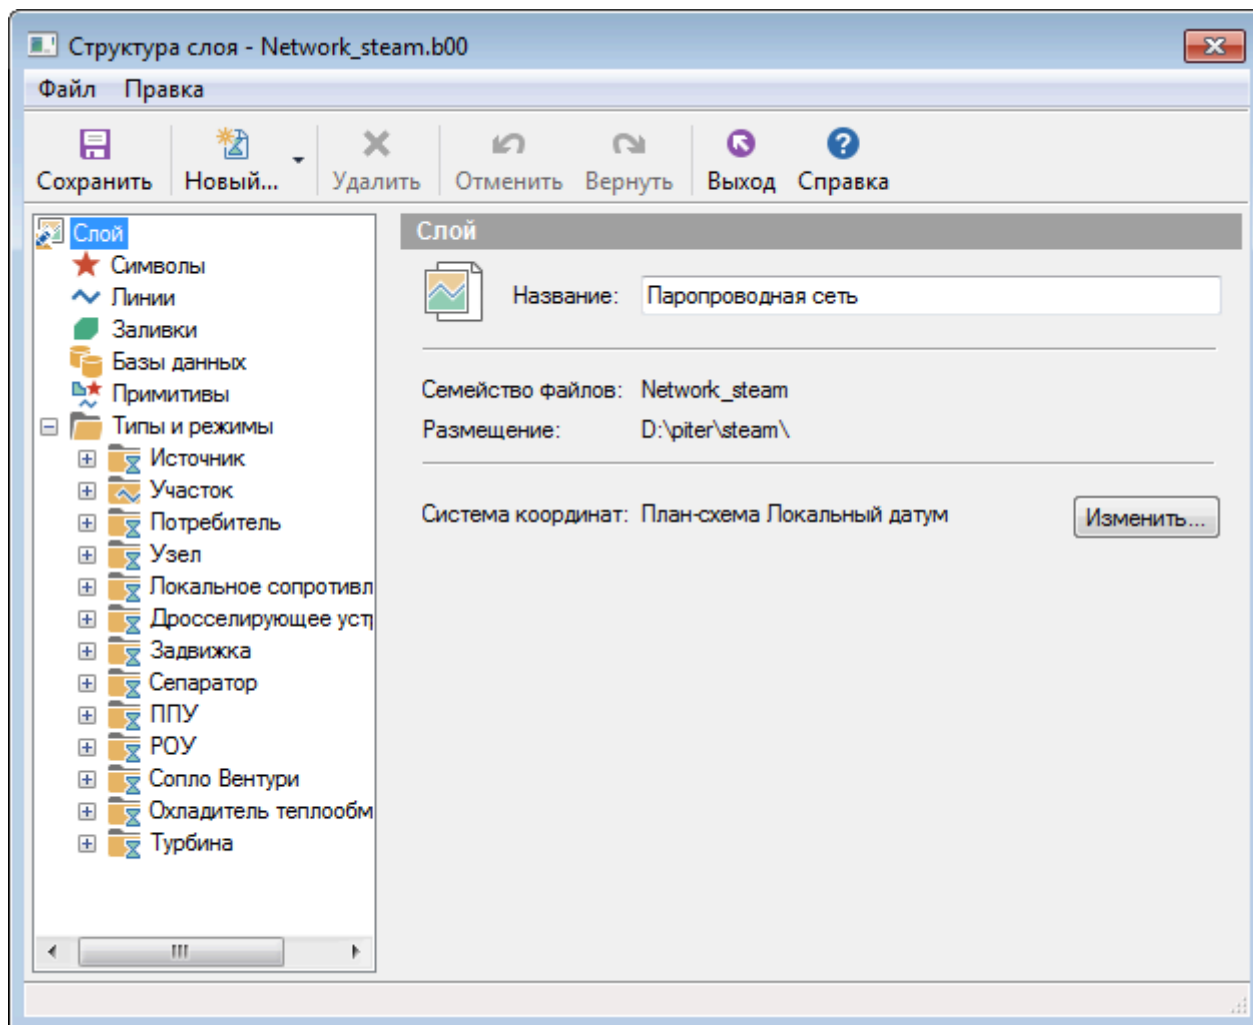 Структура слоя - Network_steam.b00
Файл Правка
Сохранить Новый... Удалить Отменить Вернуть Выход Справка
Слой
Символы
Линии
Заливки
Базы данных
Примитивы
Типы и режимы
Источник
Участок
Потребитель
Узел
Локальное сопротивл
Дросселирующее уст
Задвижка
Сепаратор
ППУ
РОУ
Сопло Вентури
Охладитель теплообм
Турбина
Слой
Название: Паропроводная сеть
Семейство файлов: Network_steam
Размещение: D:\piter\steam\
Система координат: План-схема Локальный датум Изменить...